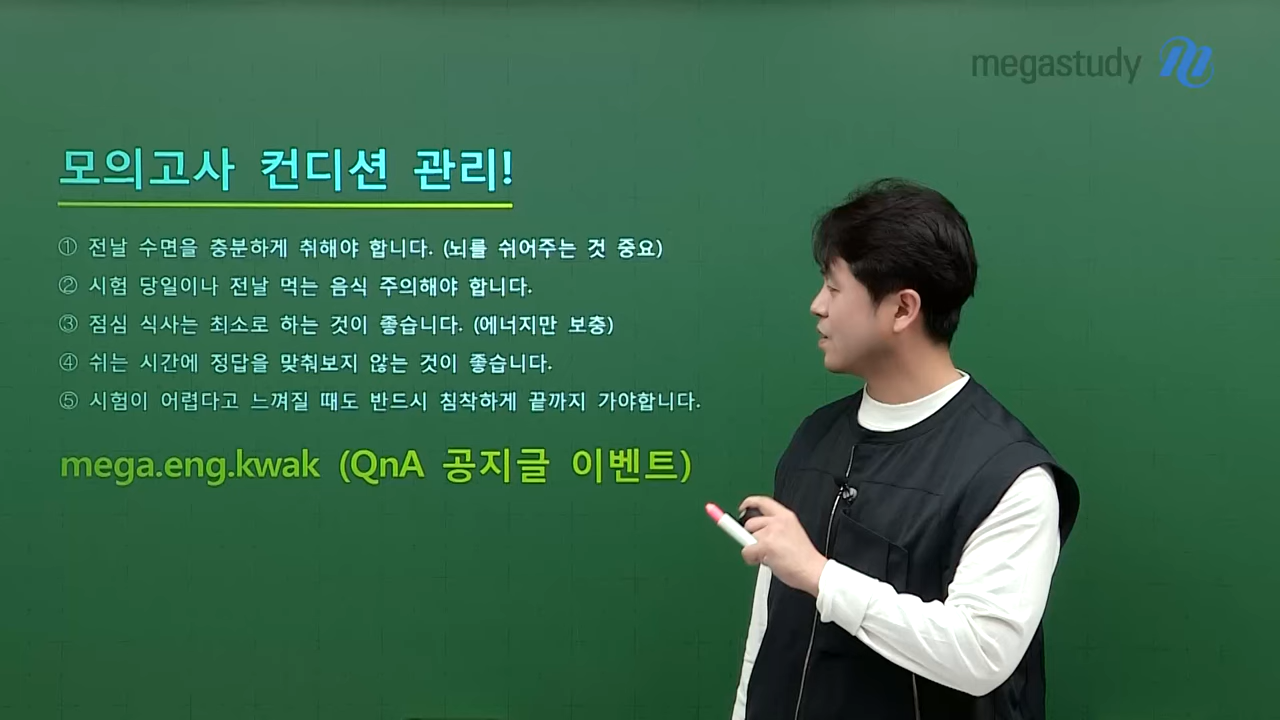 megastudy
모의고사 컨디션 관리!
① 전날 수면을 충분하게 취해야 합니다. (뇌를 쉬어주는 것 중요)
② 시험 당일이나 전날 먹는 음식 주의해야 합니다.
③ 점심 식사는 최소로 하는 것이 좋습니다. (에너지만 보충)
④ 쉬는 시간에 정답을 맞춰보지 않는 것이 좋습니다.
⑤ 시험이 어렵다고 느껴질 때도 반드시 침착하게 끝까지 가야합니다.
mega.eng.kwak (QnA 공지글 이벤트)